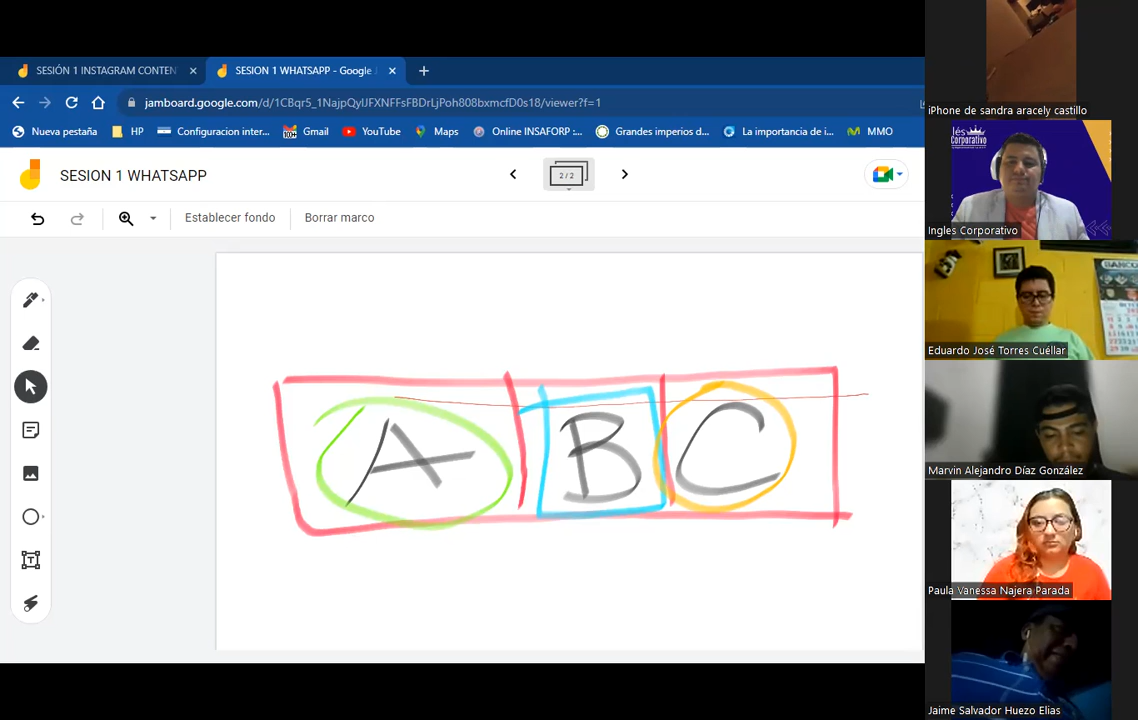 SESIÓN 1 INSTAGRAM CONTEN
SESION 1 WHATSAPP - Google
jamboard.google.com/d/1CBqr5_1NajpQyIJFXNFFsFBDrLjPoh808bxmcfD0s18/viewer?f=1
Nueva pestaña
HP
Configuracion inter...
Gmail
YouTube
Maps
Online INSAFORP :...
Grandes imperios d...
La importancia de i...
MMO
SESION 1 WHATSAPP
2 / 2
Establecer fondo
Borrar marco
A B C
iPhone de sandra aracely castillo
lés
Corporativo
Ingles Corporativo
BANCO
Eduardo José Torres Cuéllar
Marvin Alejandro Díaz González
Paula Vanessa Najera Parada
Jaime Salvador Huezo Elias